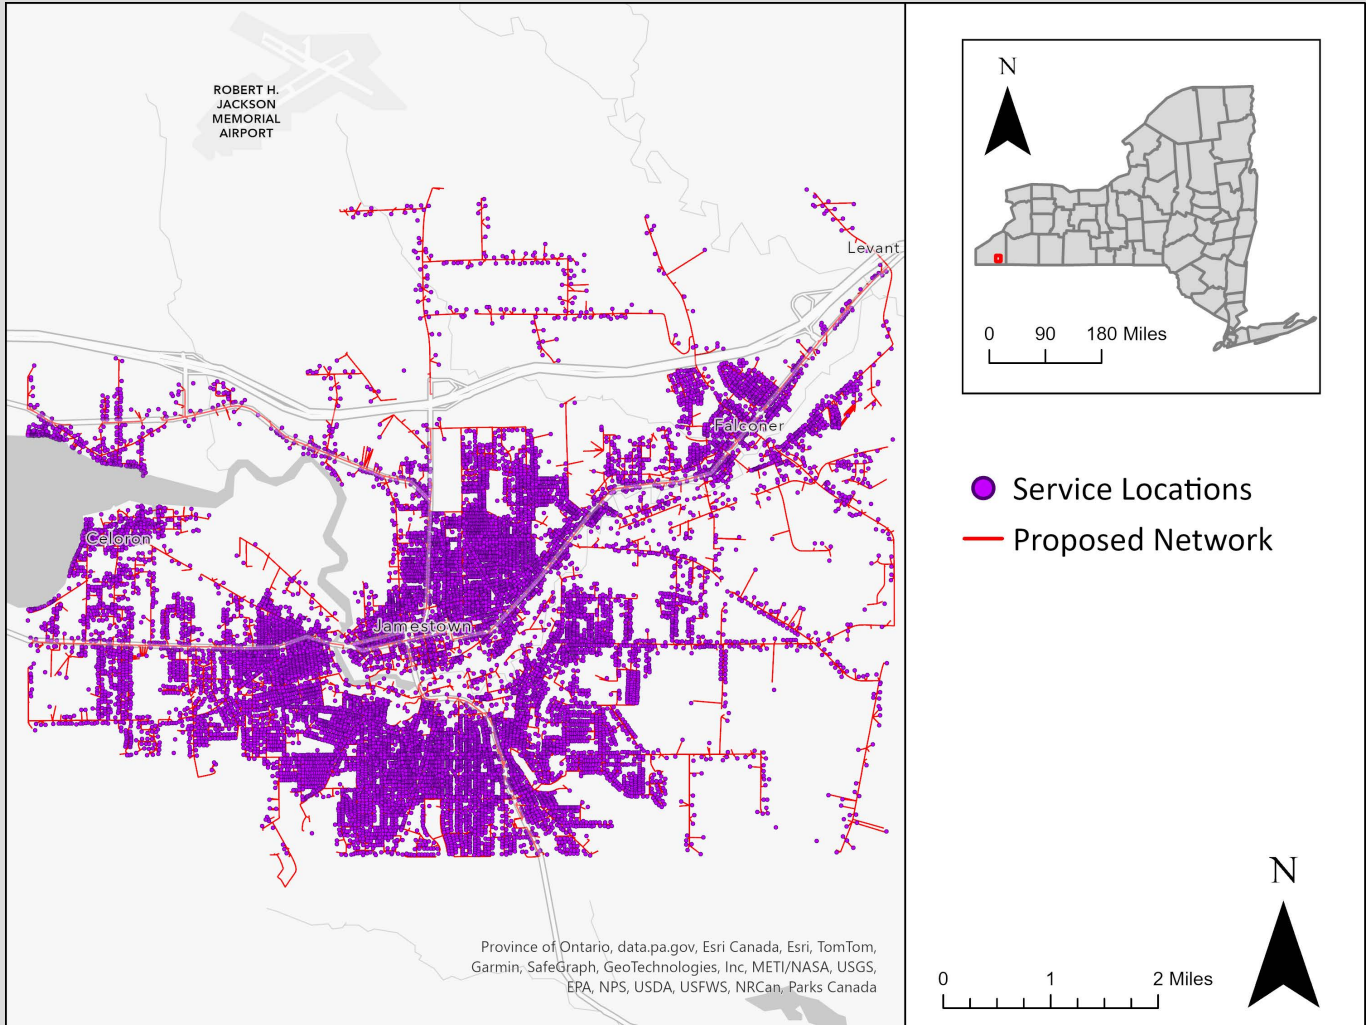 ROBERT H.
JACKSON
MEMORIAL
AIRPORT
Levant
Falconer
Celoron
Jamestown
Province of Ontario, data.pa.gov, Esri Canada, Esri, TomTom,
Garmin, SafeGraph, GeoTechnologies, Inc, METI/NASA, USGS,
EPA, NPS, USDA, USFWS, NRCan, Parks Canada
N
0 90 180 Miles
Service Locations
Proposed Network
N
0 1 2 Miles